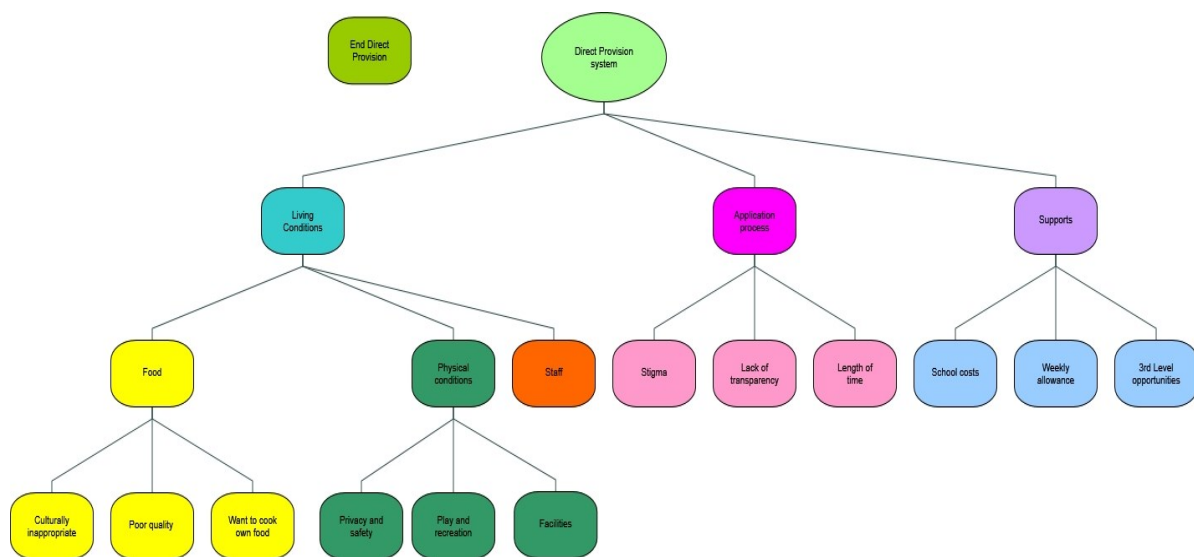 End Direct
Provision
Direct Provision
system
Living
Conditions
Application
process
Supports
Food
Physical
conditions
Staff
Stigma
Lack of
transparency
Length of
time
School costs
Weekly
allowance
3rd Level
opportunities
Culturally
inappropriate
Poor quality
Want to cook
own food
Privacy and
safety
Play and
recreation
Facilities